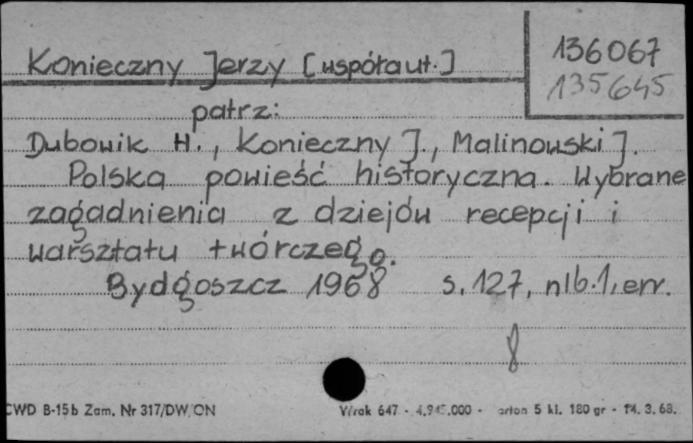 Konieczny Jerzy [współaut.]
136067
135645
patrz:
Dubowik H., Konieczny J., Malinowski J.
Polska powieść historyczna. Wybrane
zagadnienia z dziejów recepcji i
warsztatu twórczego.
Bydgoszcz 1968 s. 127, nlb. 1, err.
8
CWD B-15b Zam. Nr 317/DW/ON V/rak 647 - 4.945.000 - arton 5 kl. 180 gr - 14. 3. 68.